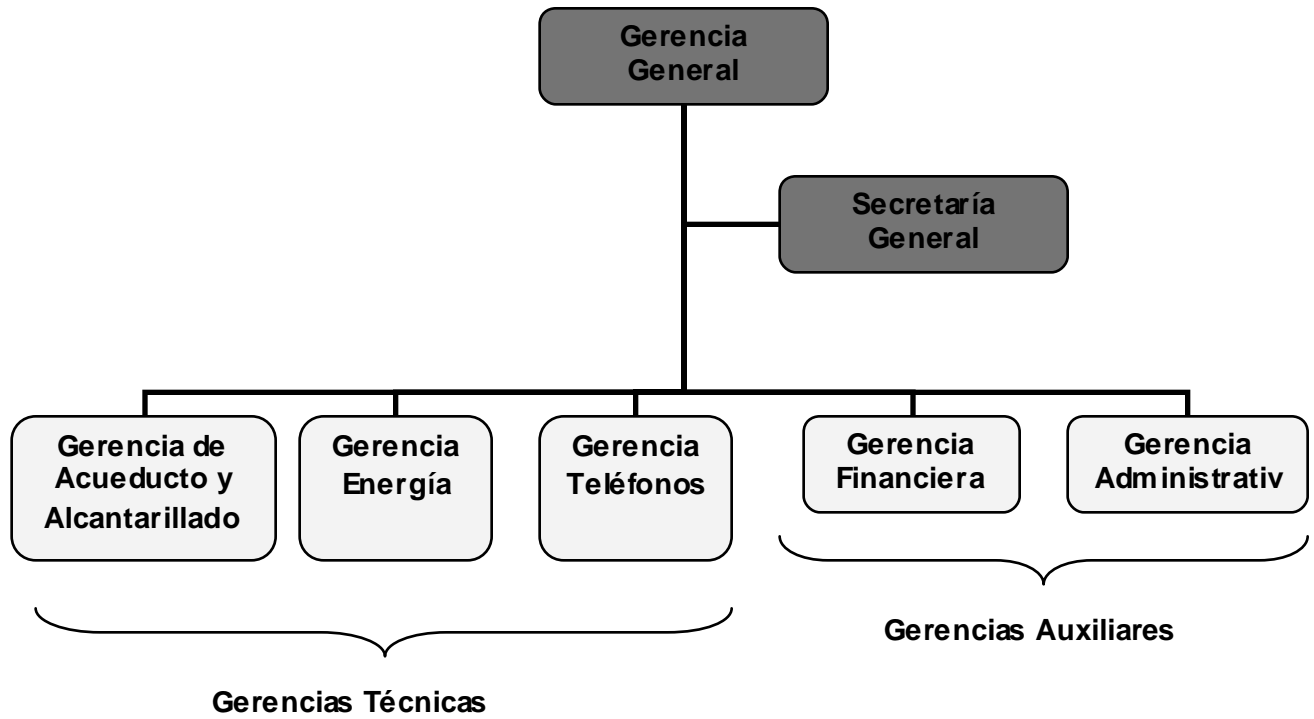 Gerencia
General
Secretaría
General
Gerencia de
Acueducto y
Alcantarillado
Gerencia
Energía
Gerencia
Teléfonos
Gerencia
Financiera
Gerencia
Administrativ
Gerencias Auxiliares
Gerencias Técnicas